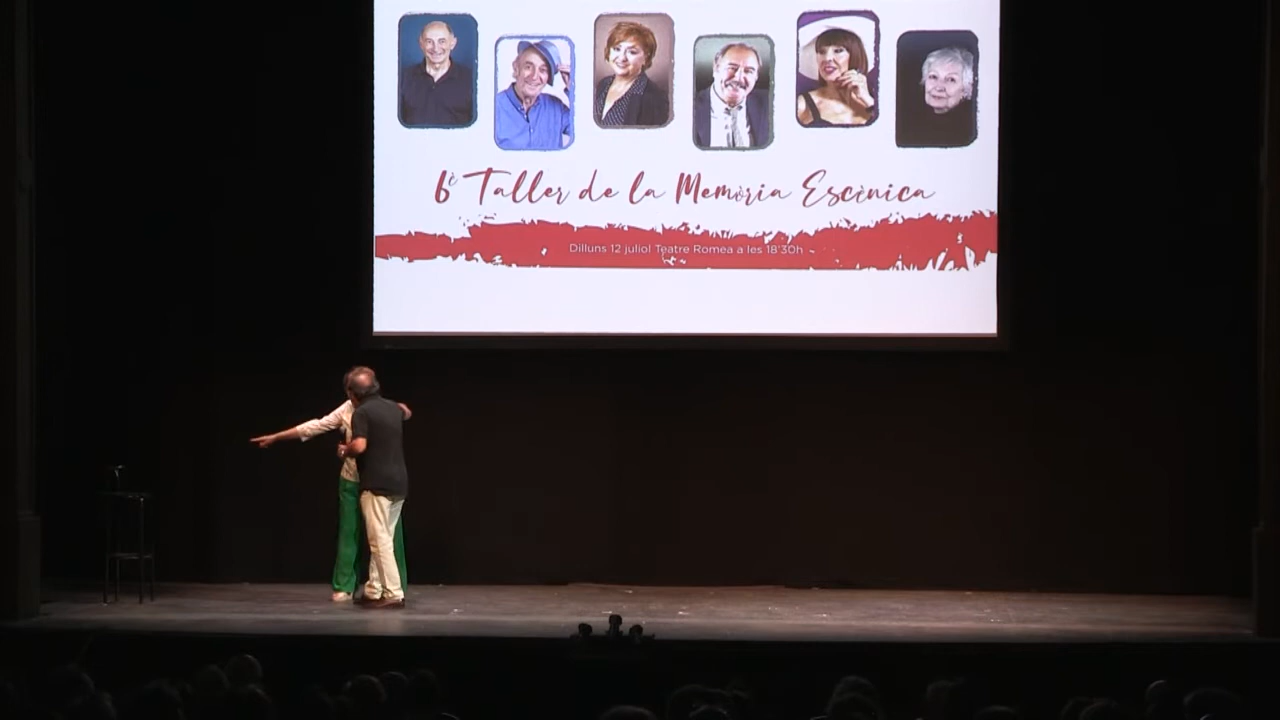 6è Taller de la Memòria Escènica
Dilluns 12 juliol Teatre Romea a les 18'30h